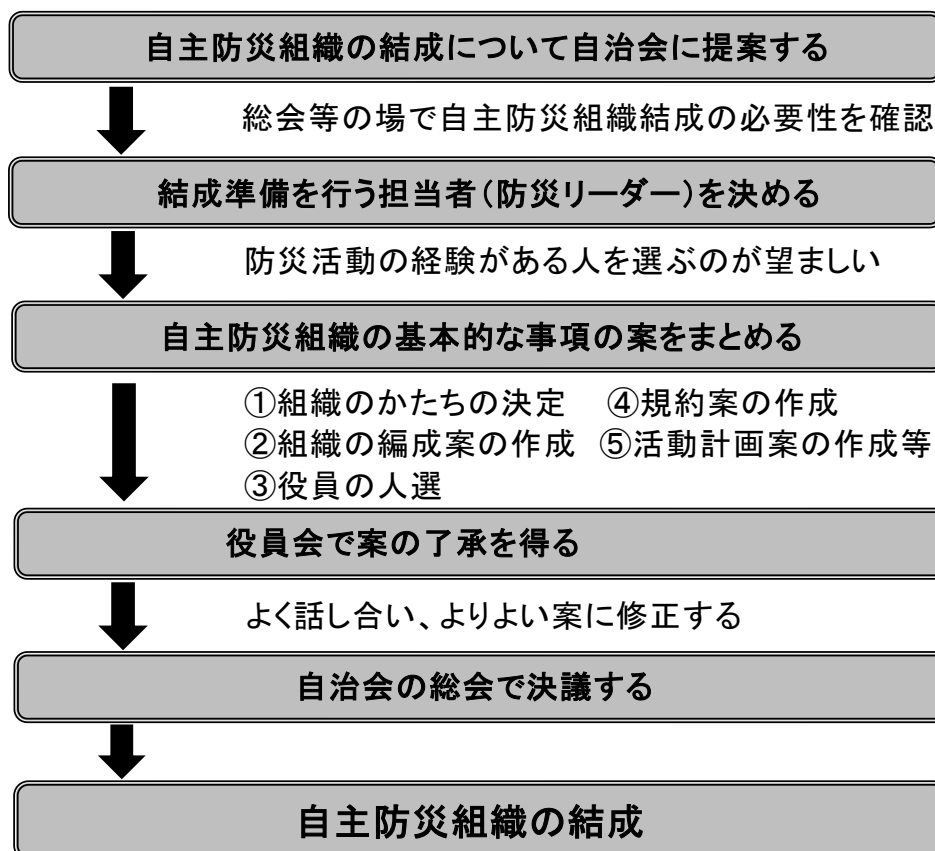 自主防災組織の結成について自治会に提案する
総会等の場で自主防災組織結成の必要性を確認
結成準備を行う担当者(防災リーダー)を決める
防災活動の経験がある人を選ぶのが望ましい
自主防災組織の基本的な事項の案をまとめる
①組織のかたちの決定　④規約案の作成
②組織の編成案の作成　⑤活動計画案の作成等
③役員の人選
役員会で案の了承を得る
よく話し合い、よりよい案に修正する
自治会の総会で決議する
自主防災組織の結成